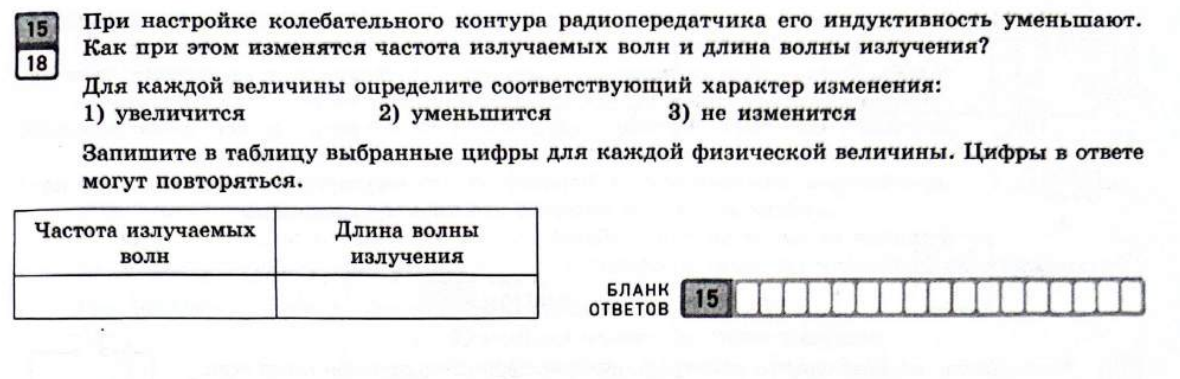 15
18
При настройке колебательного контура радиопередатчика его индуктивность уменьшают.
Как при этом изменятся частота излучаемых волн и длина волны излучения?
Для каждой величины определите соответствующий характер изменения:
1) увеличится 2) уменьшится 3) не изменится
Запишите в таблицу выбранные цифры для каждой физической величины. Цифры в ответе
могут повторяться.
Частота излучаемых
волн
Длина волны
излучения
БЛАНК
ОТВЕТОВ
15